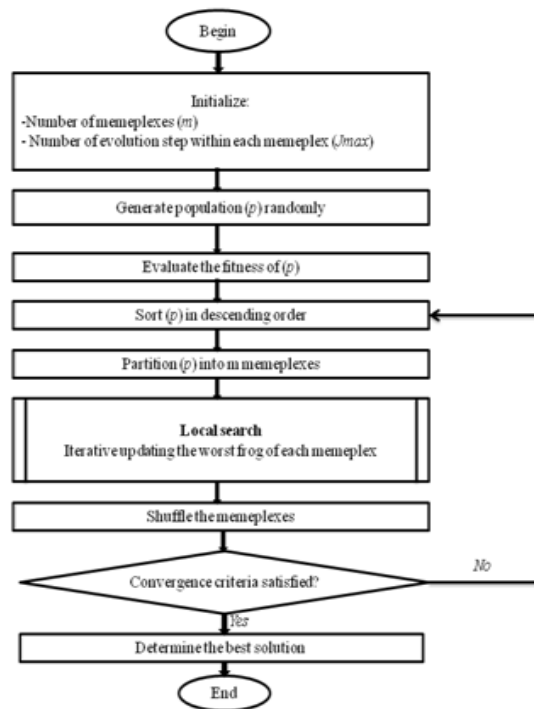 Begin
Initialize:
-Number of memeplexes (m)
- Number of evolution step within each memeplex (Jmax)
Generate population (p) randomly
Evaluate the fitness of (p)
Sort (p) in descending order
Partition (p) into m memeplexes
Local search
Iterative updating the worst frog of each memeplex
Shuffle the memeplexes
Convergence criteria satisfied?
No
Yes
Determine the best solution
End